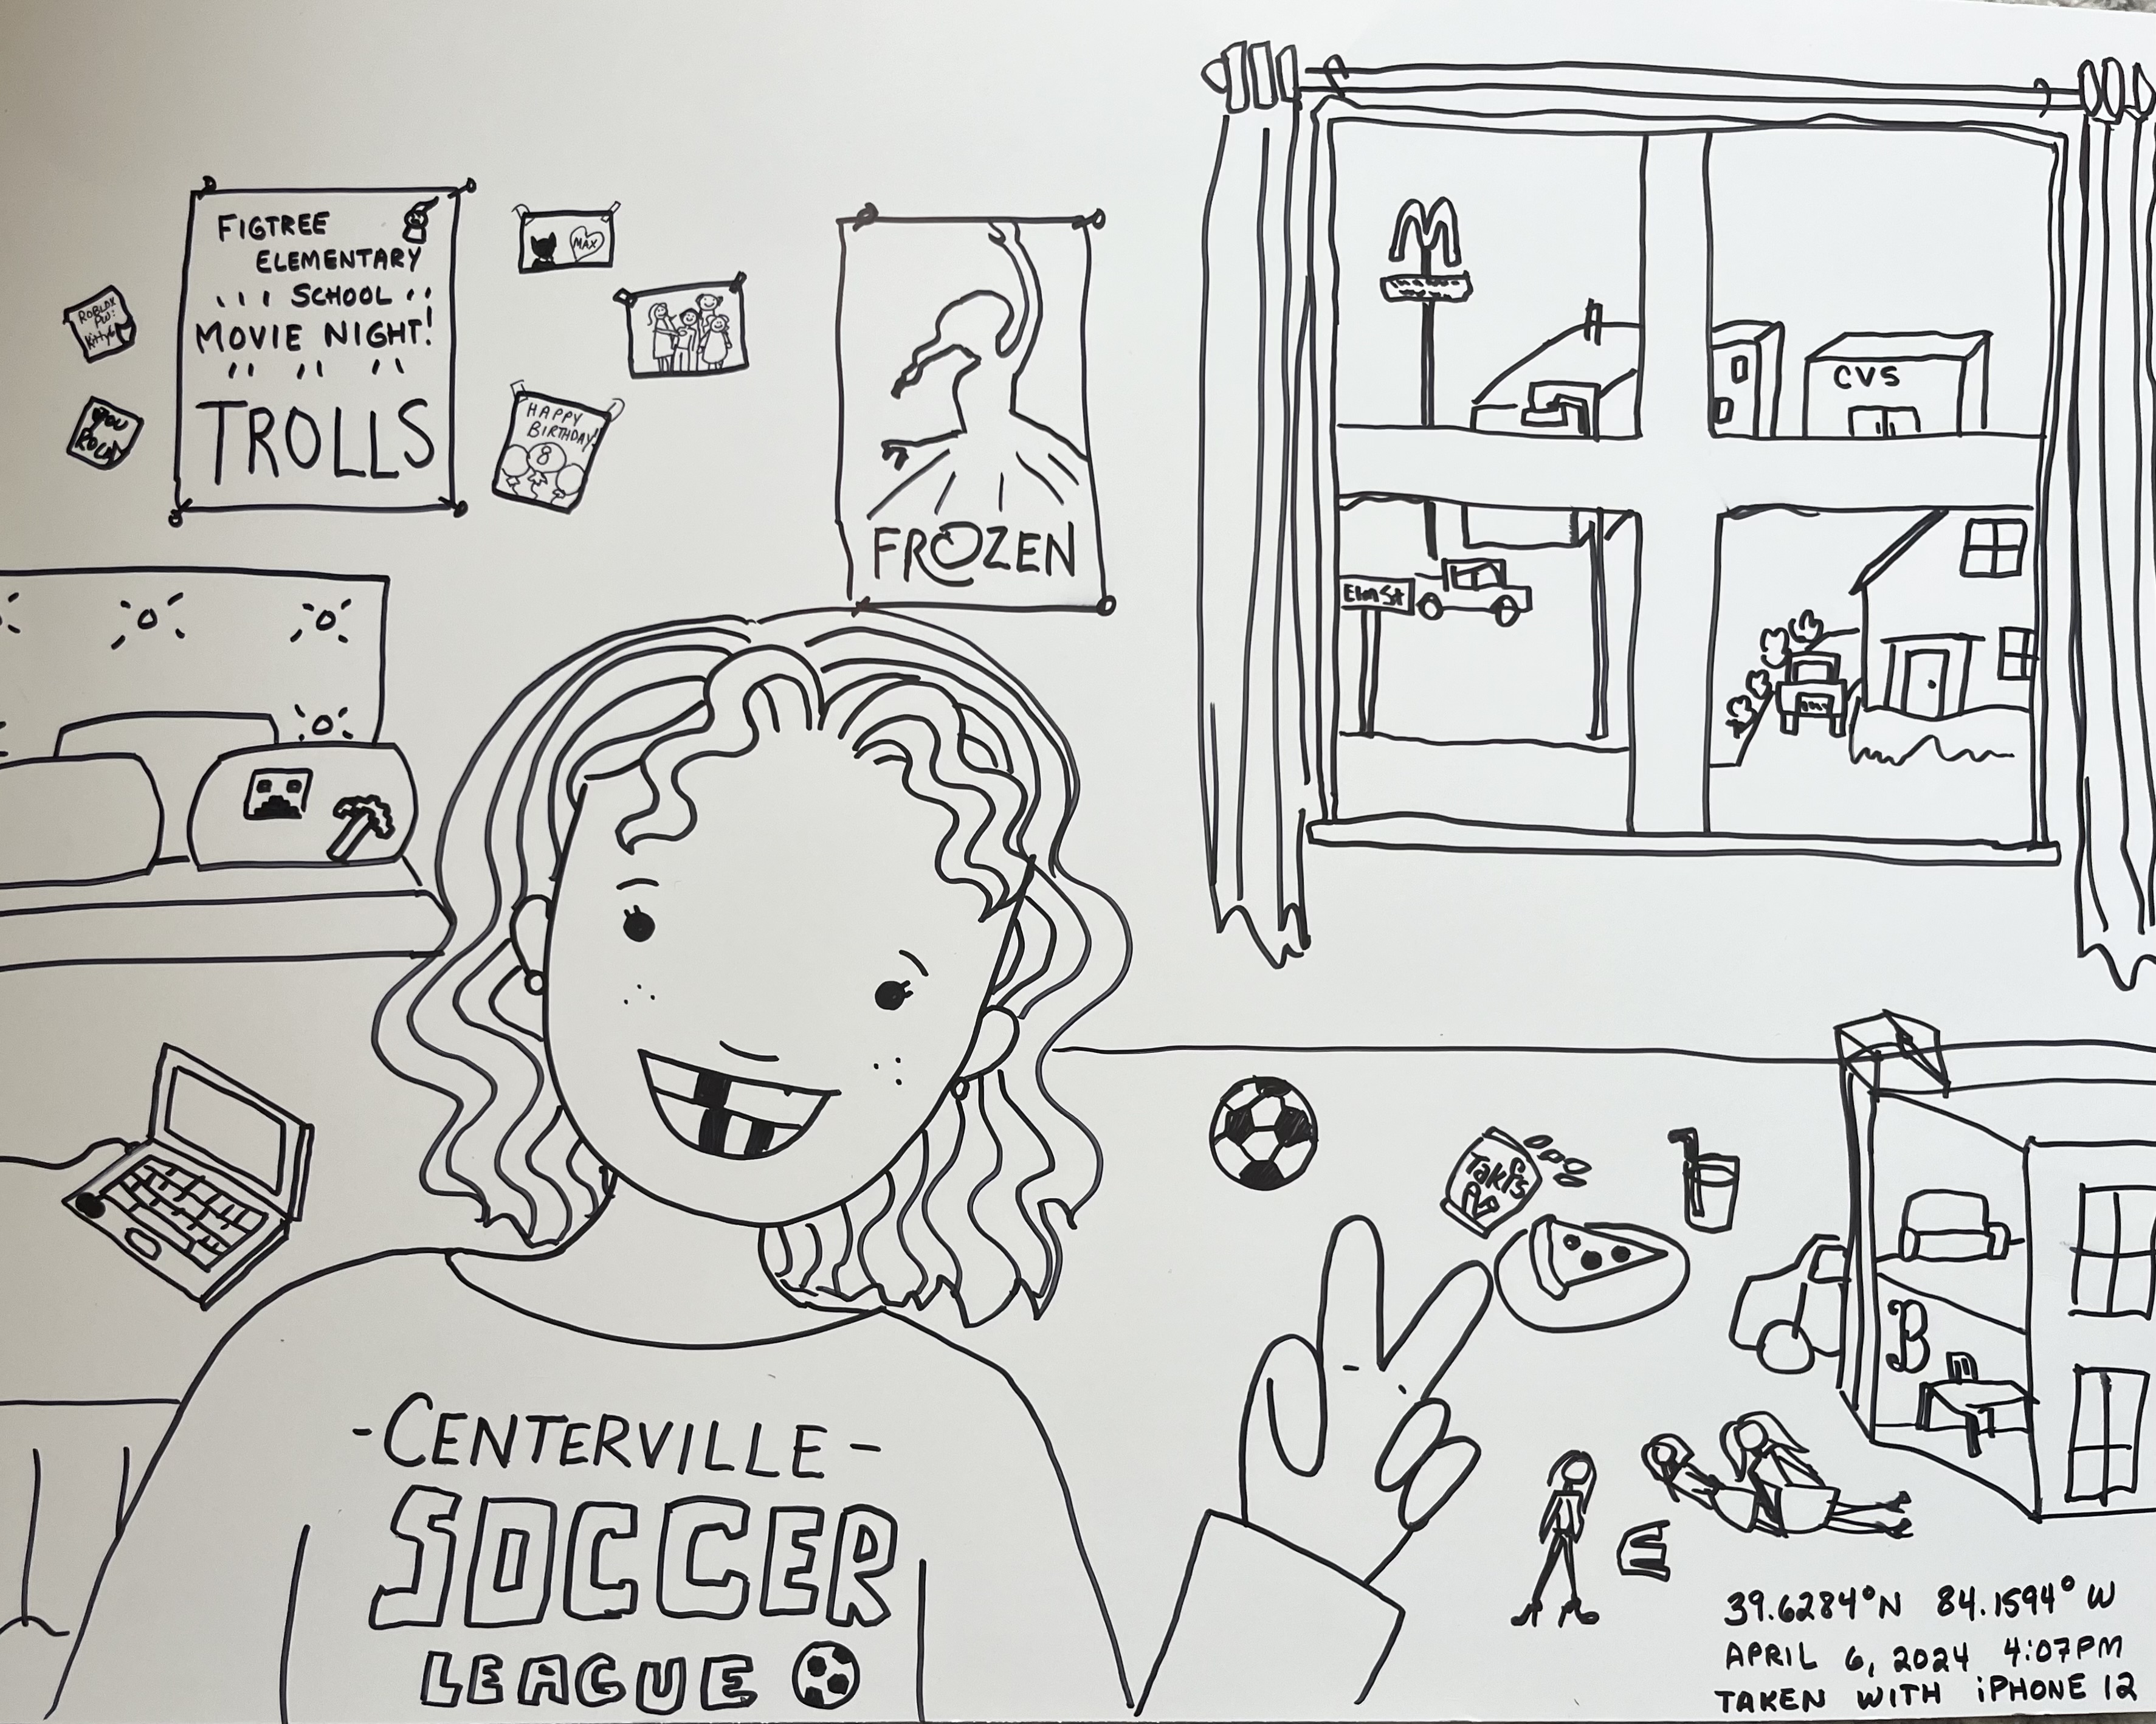 FIGTREE
ELEMENTARY
SCHOOL
MOVIE NIGHT!
TROLLS
ROBLOX
PW:
Kitty6
YOU
ROCK
MAX
HAPPY
BIRTHDAY!
8
FROZEN
M
CVS
Elm St
Takis
B
-CENTERVILLE-
SOCCER
LEAGUE
39.6284°N 84.1594°W
APRIL 6, 2024 4:07PM
TAKEN WITH iPHONE 12